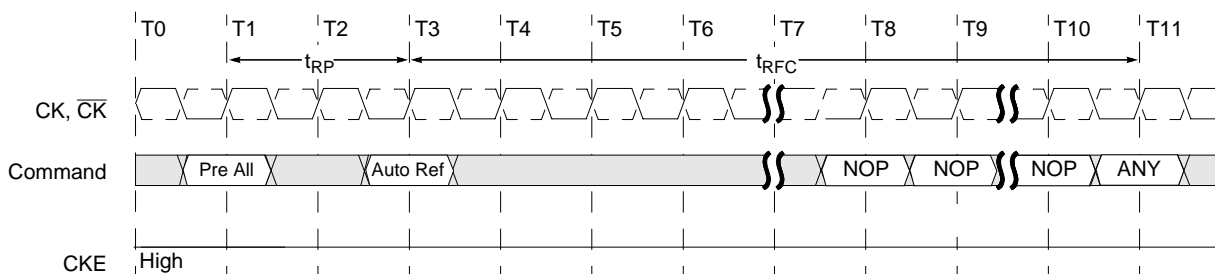 T0 T1 T2 T3 T4 T5 T6 T7 T8 T9 T10 T11
tRP tRFC
CK, C̅K̅
Command Pre All Auto Ref NOP NOP NOP ANY
CKE High